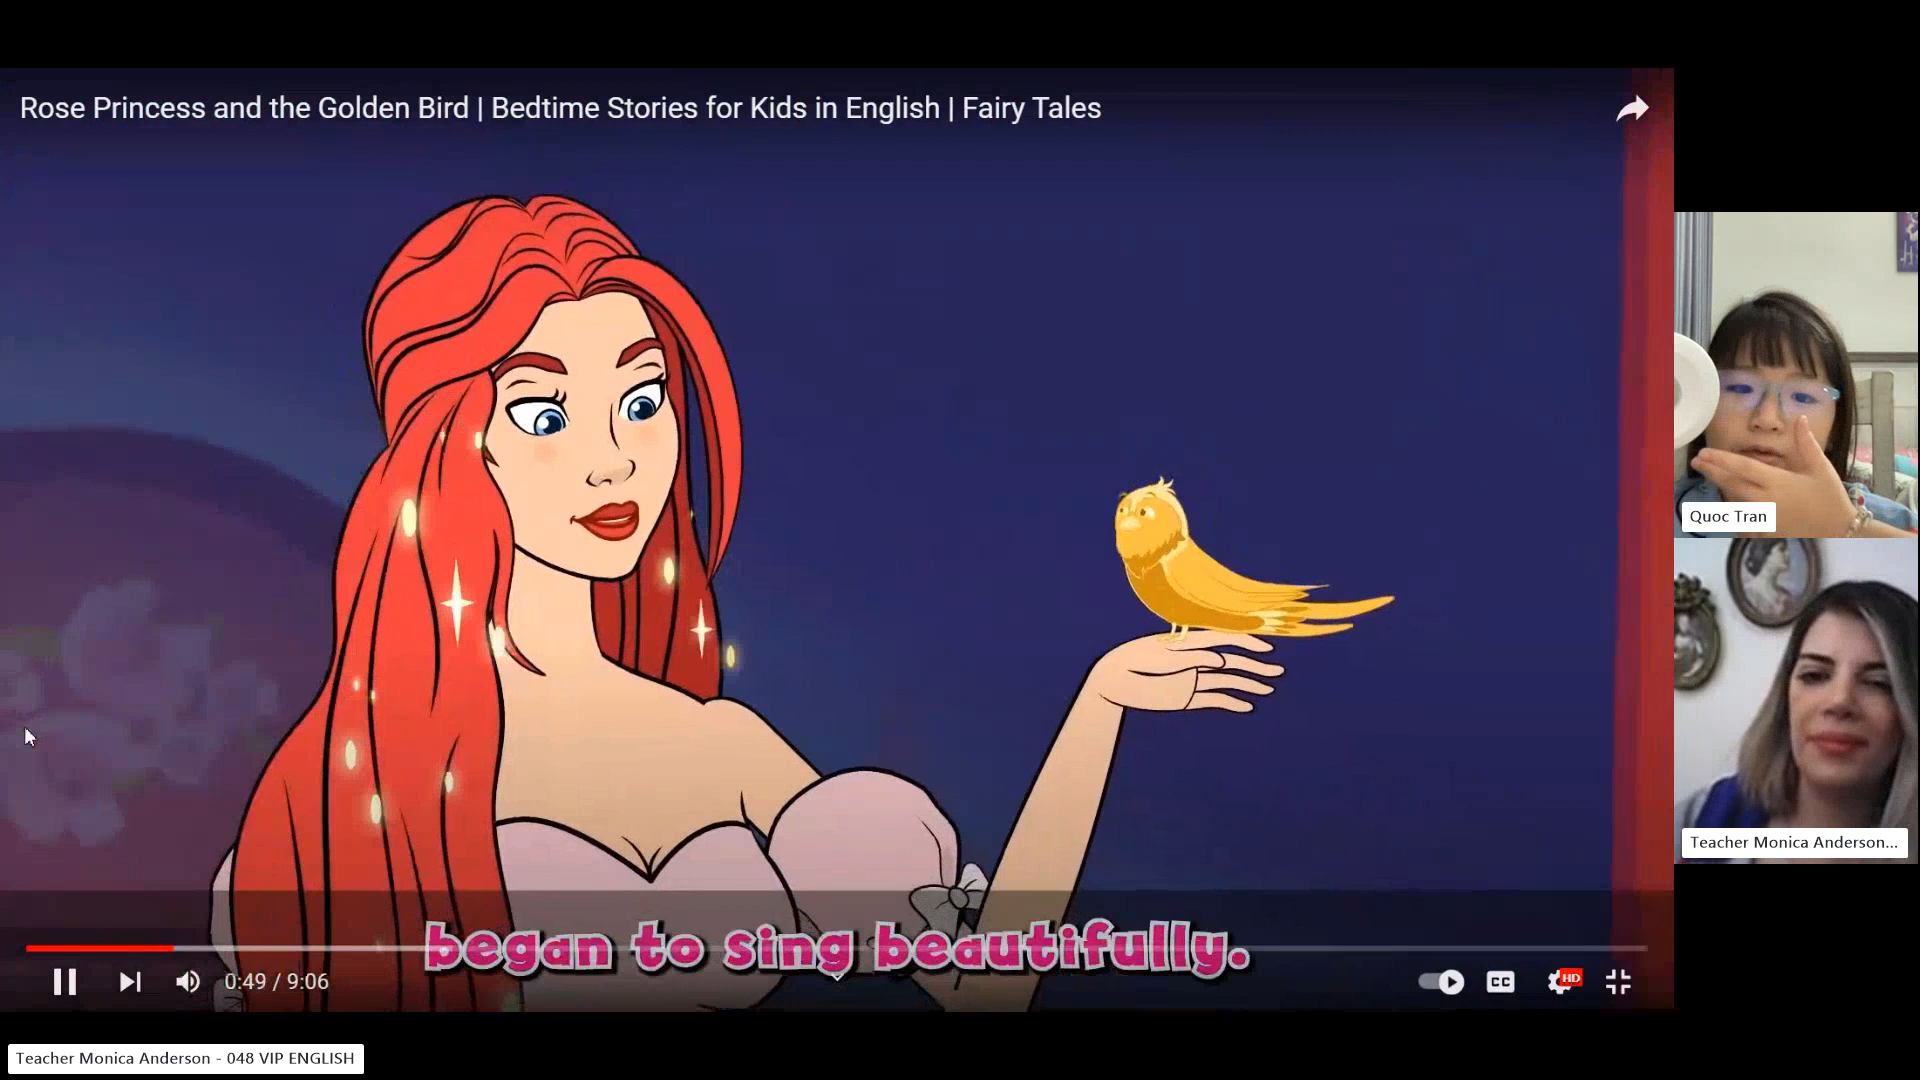 Rose Princess and the Golden Bird | Bedtime Stories for Kids in English | Fairy Tales
Quoc Tran
Teacher Monica Anderson...
began to sing beautifully.
0:49 / 9:06
CC
HD
Teacher Monica Anderson - 048 VIP ENGLISH